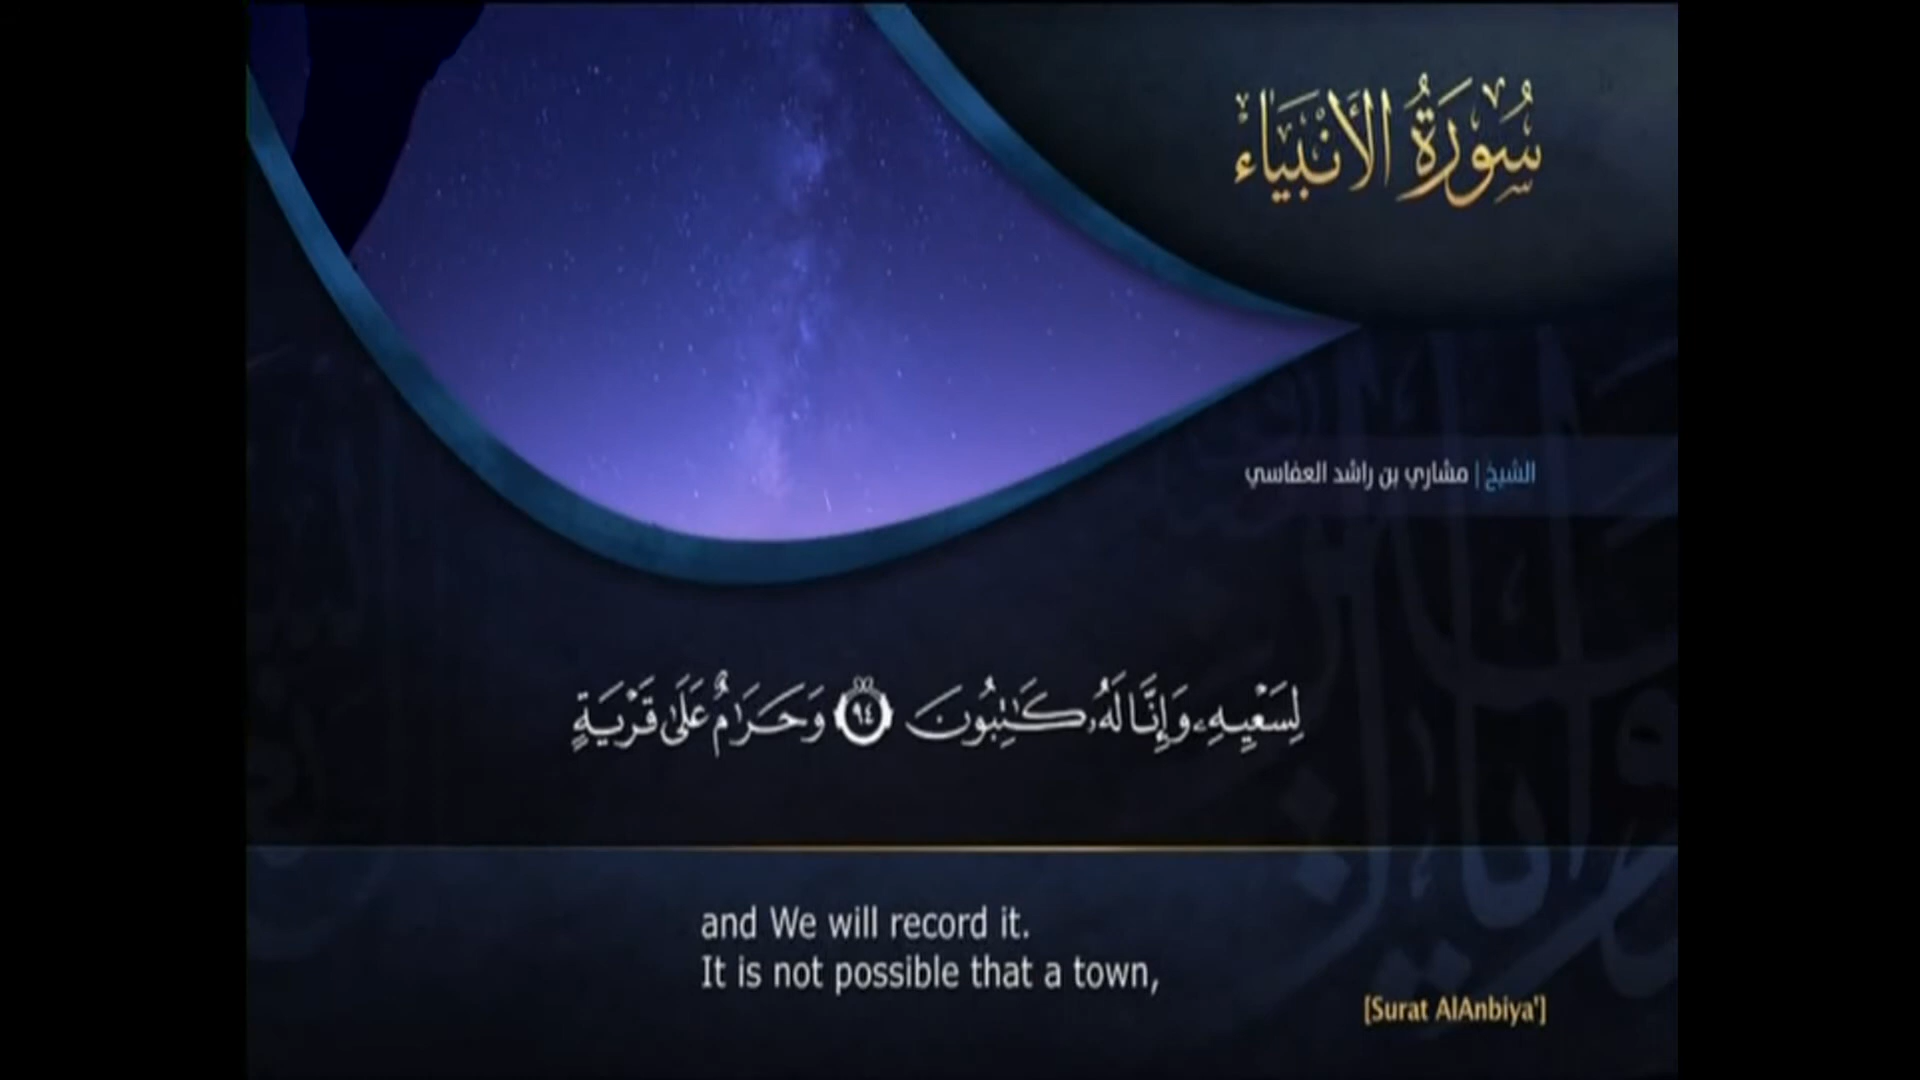 سُورَةُ الأَنْبِيَاءْ
الشيخ | مشاري بن راشد العفاسي
لِسَعْيِهِۦ وَإِنَّا لَهُۥ كَـٰتِبُونَ ٩٤ وَحَرَٰمٌ عَلَىٰ قَرْيَةٍ
and We will record it.
It is not possible that a town,
[Surat AlAnbiya']